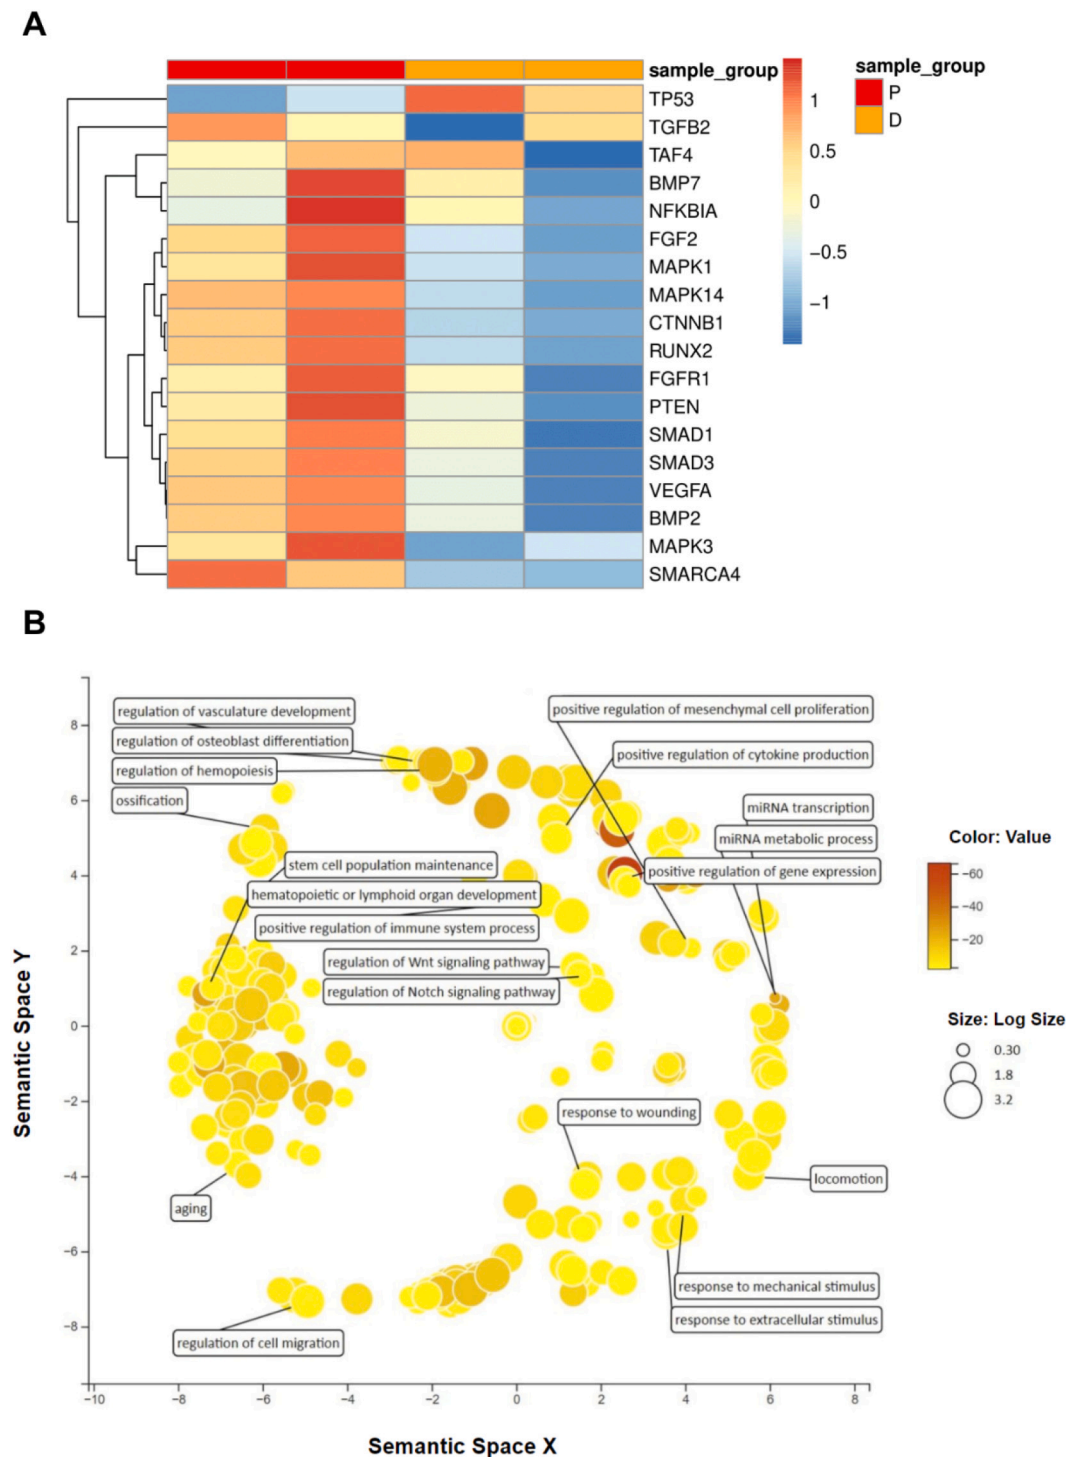 A
sample_group
TP53
TGFB2
TAF4
BMP7
NFKBIA
FGF2
MAPK1
MAPK14
CTNNB1
RUNX2
FGFR1
PTEN
SMAD1
SMAD3
VEGFA
BMP2
MAPK3
SMARCA4
1
0.5
0
−0.5
−1
sample_group
P
D
B
regulation of vasculature development
regulation of osteoblast differentiation
regulation of hemopoiesis
ossification
stem cell population maintenance
hematopoietic or lymphoid organ development
positive regulation of immune system process
regulation of Wnt signaling pathway
regulation of Notch signaling pathway
positive regulation of mesenchymal cell proliferation
positive regulation of cytokine production
miRNA transcription
miRNA metabolic process
positive regulation of gene expression
response to wounding
locomotion
aging
response to mechanical stimulus
response to extracellular stimulus
regulation of cell migration
8
6
4
2
0
−2
−4
−6
−8
−10
−8
−6
−4
−2
0
2
4
6
8
Semantic Space Y
Semantic Space X
Color: Value
−60
−40
−20
Size: Log Size
0.30
1.8
3.2